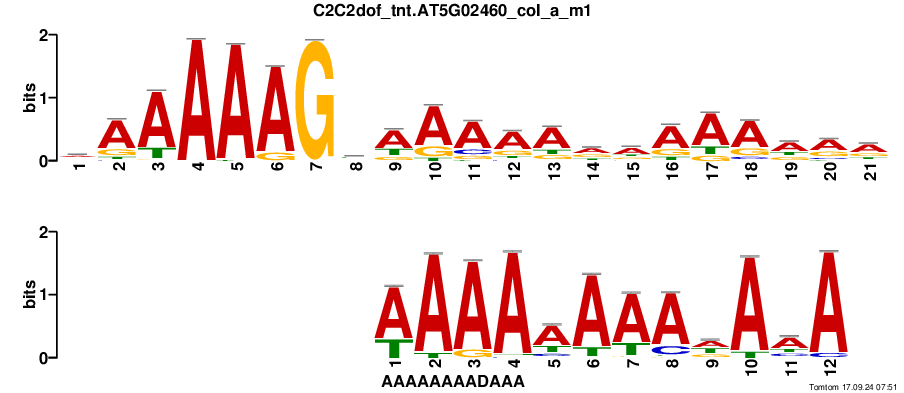 C2C2dof_tnt.AT5G02460_col_a_m1
2
1
0
bits
AAAAG
1 2 3 4 5 6 7 8 9 10 11 12 13 14 15 16 17 18 19 20 21
2
1
0
bits
AAAAAAAAAAAA
1 2 3 4 5 6 7 8 9 10 11 12
AAAAAAAADAAA
Tomtom 17.09.24 07:51